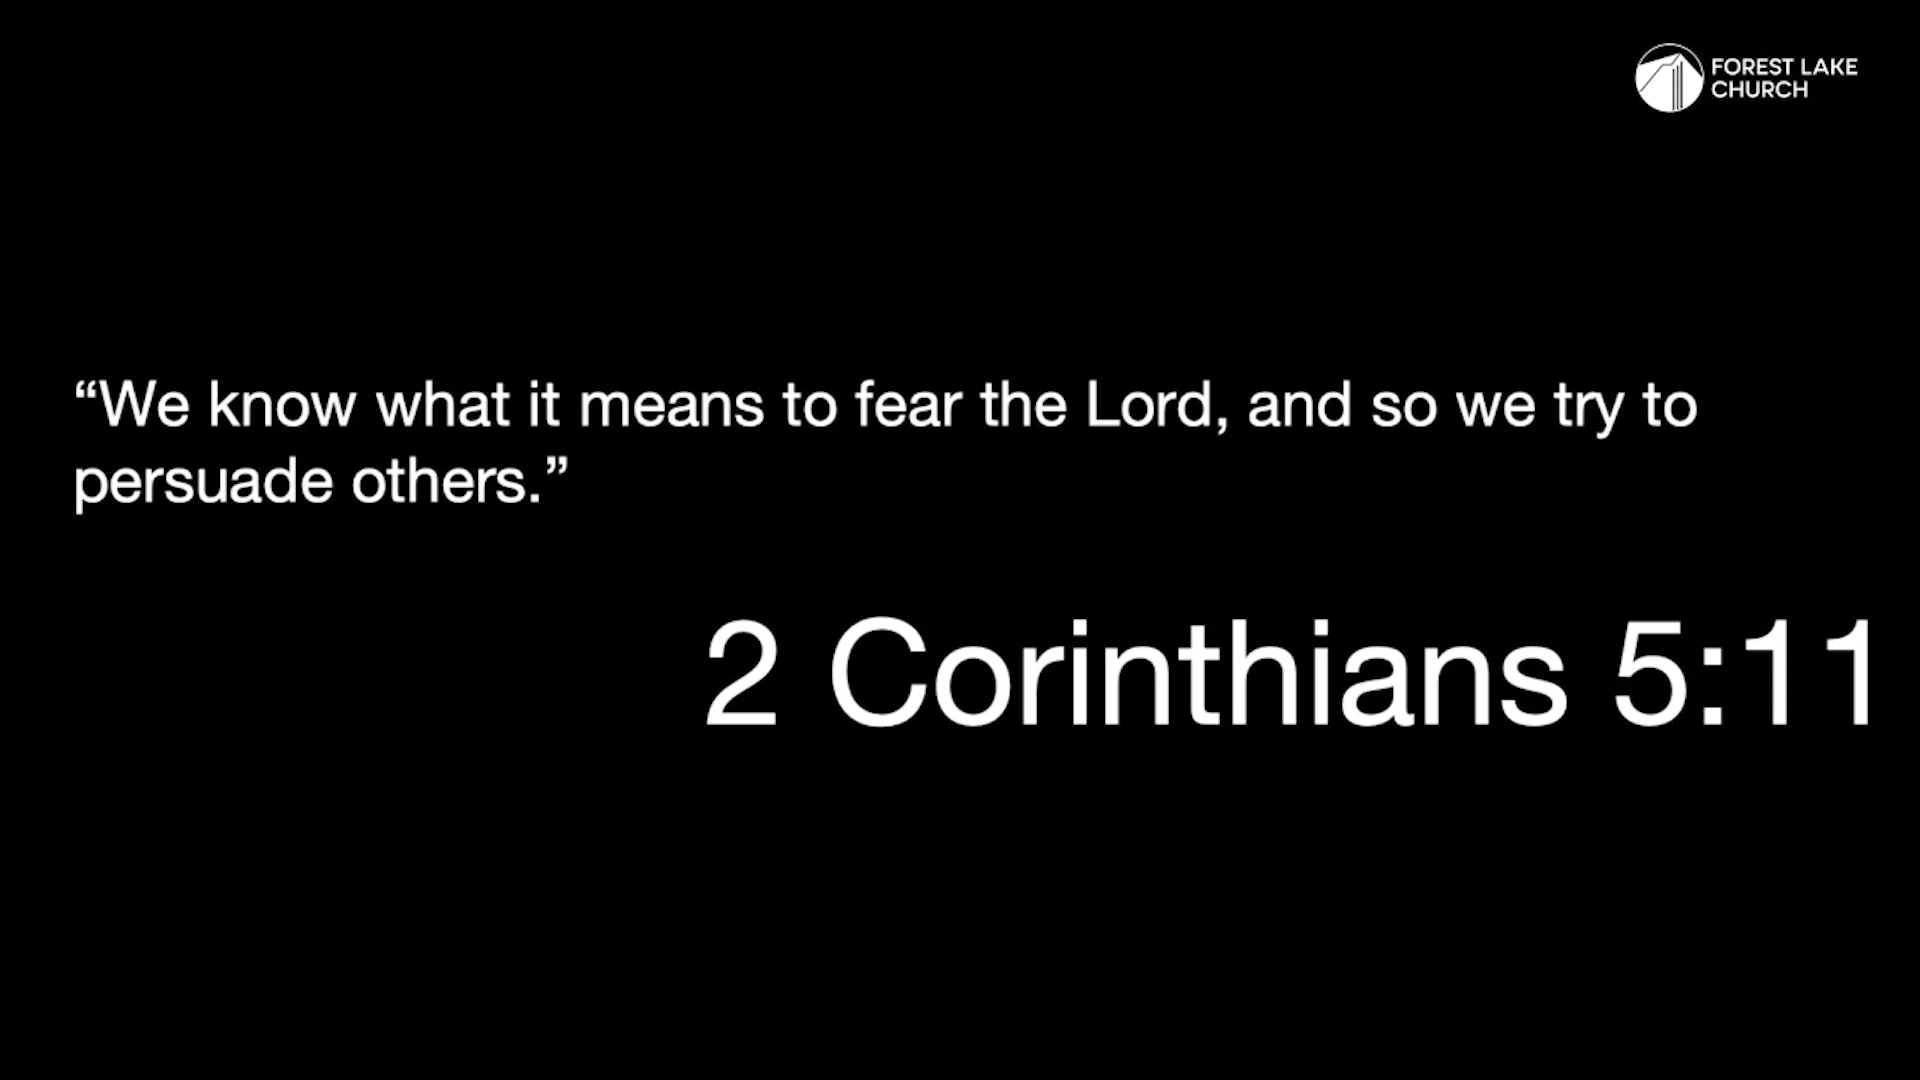 FOREST LAKE
CHURCH
“We know what it means to fear the Lord, and so we try to
persuade others.”
2 Corinthians 5:11